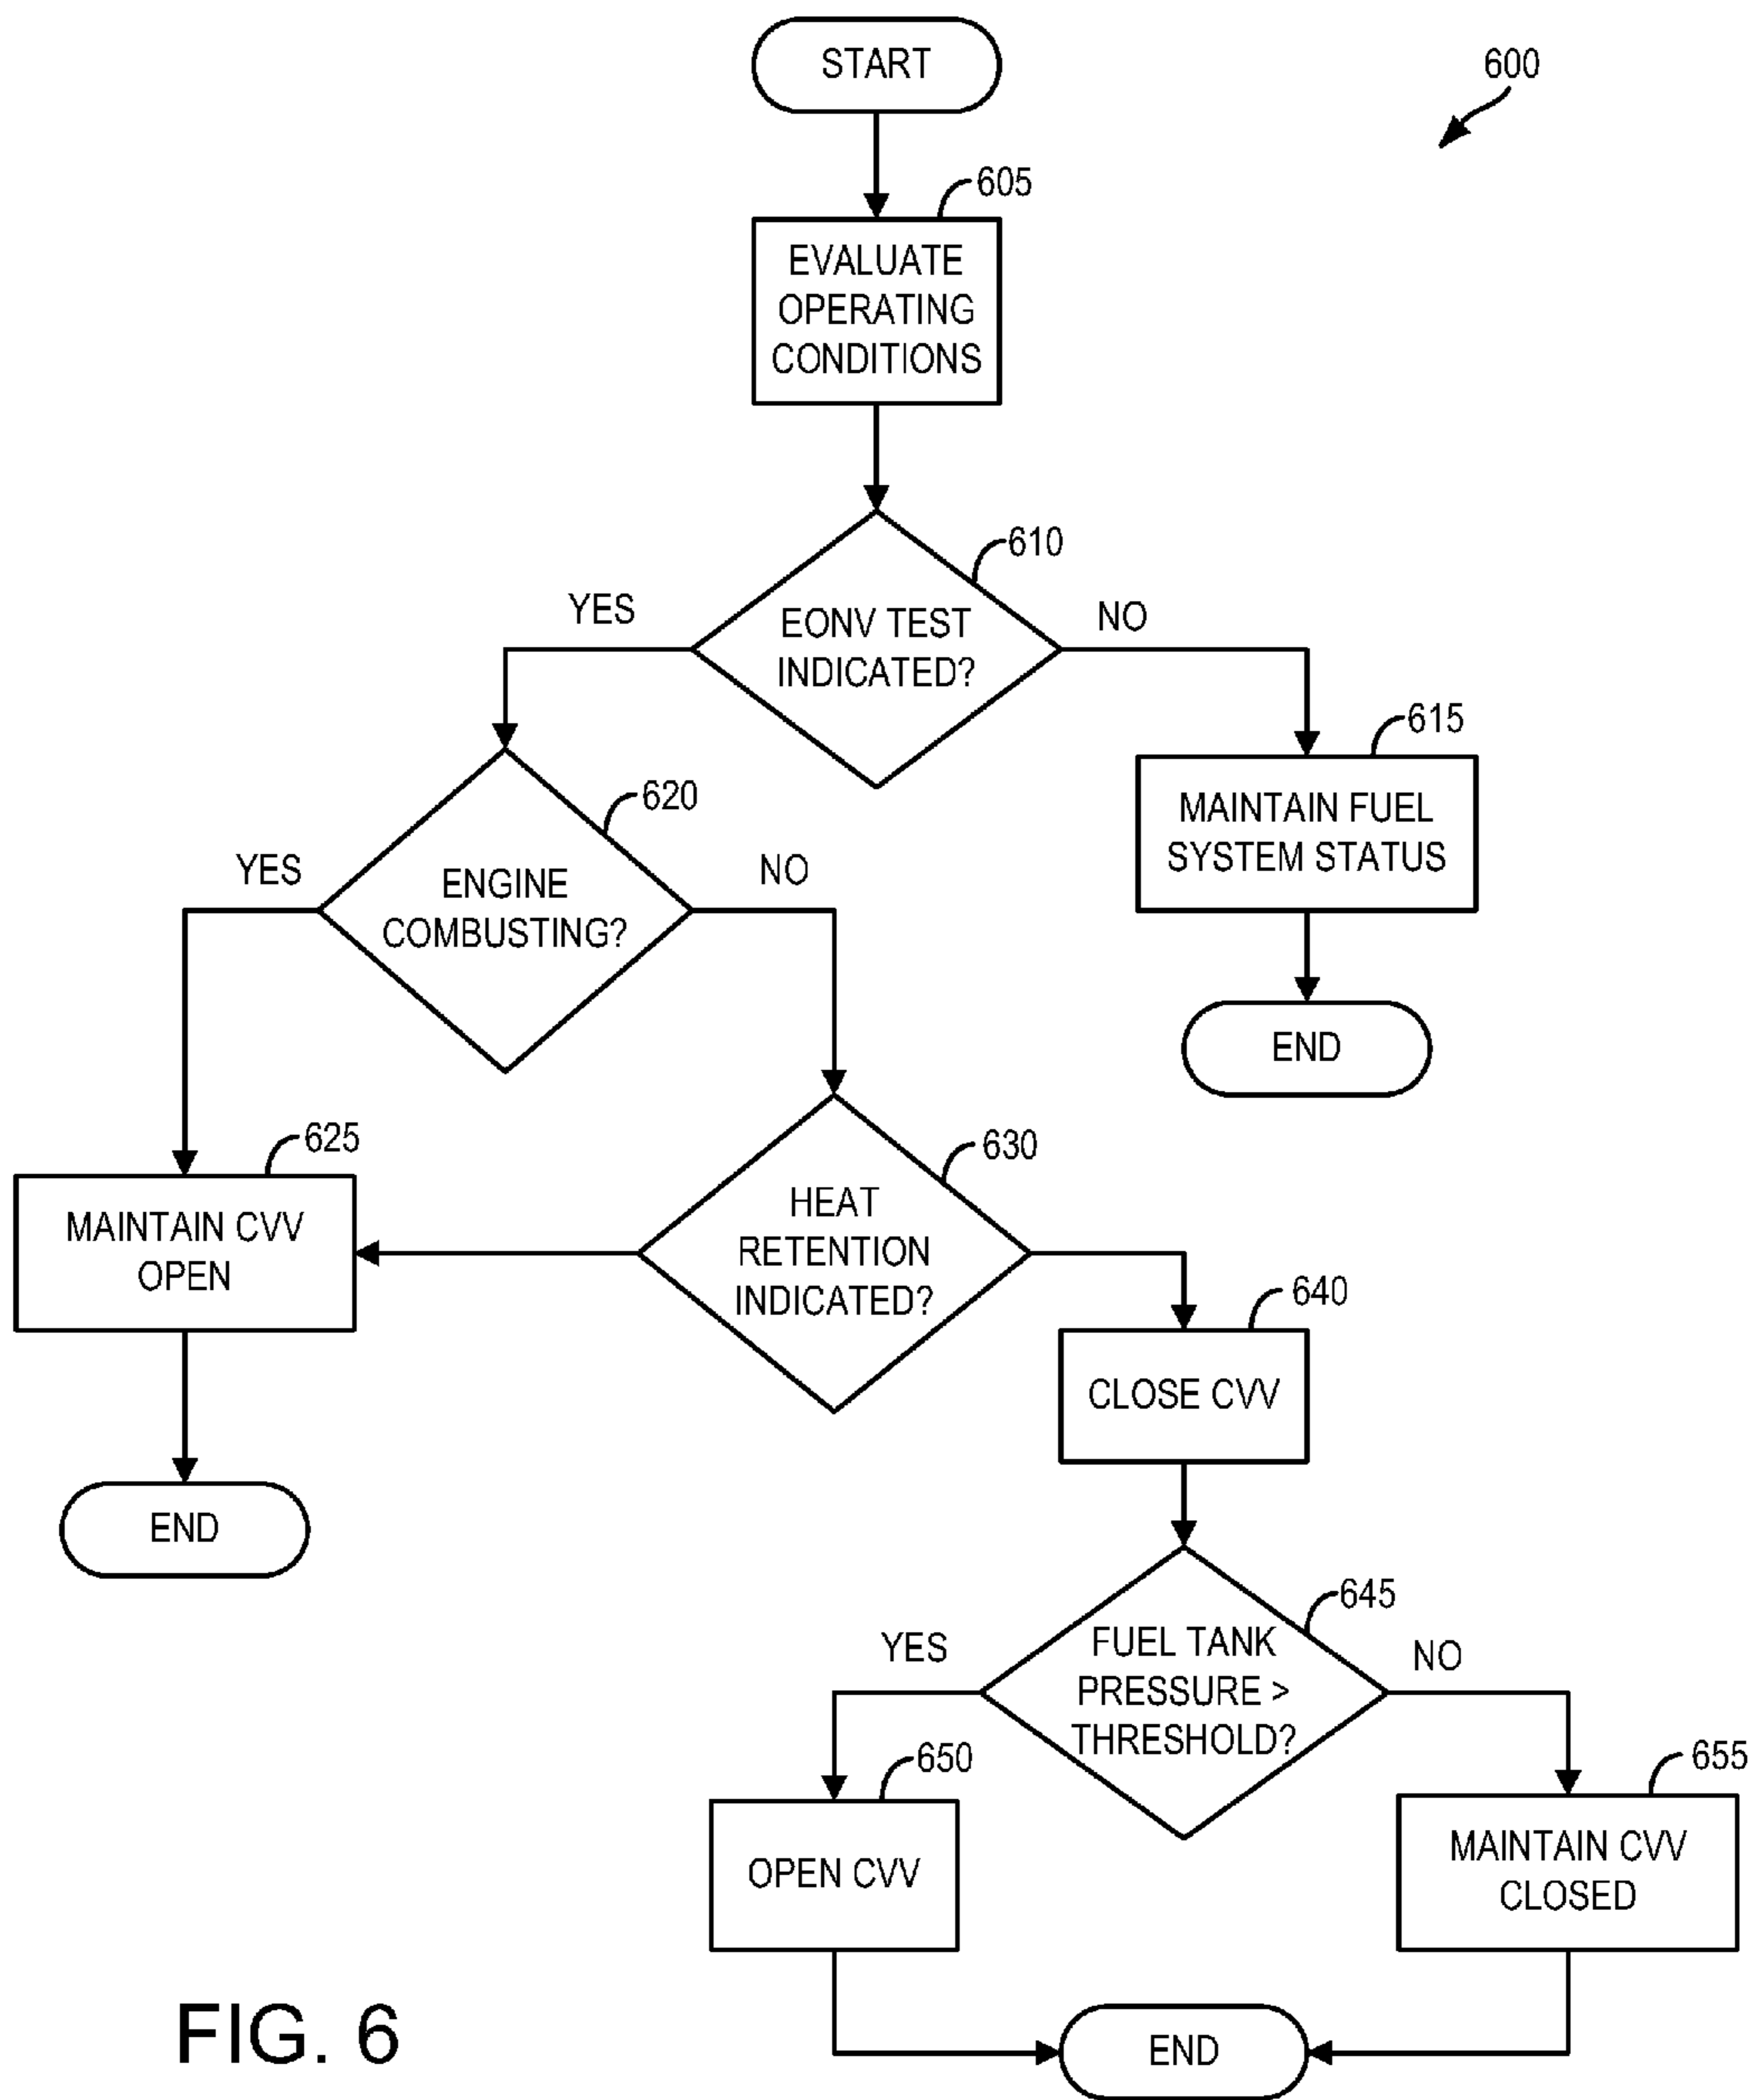 START
600
605
EVALUATE
OPERATING
CONDITIONS
610
YES
EONV TEST
INDICATED?
NO
615
MAINTAIN FUEL
SYSTEM STATUS
END
620
YES
ENGINE
COMBUSTING?
NO
625
MAINTAIN CVV
OPEN
END
630
HEAT
RETENTION
INDICATED?
640
CLOSE CVV
645
YES
FUEL TANK
PRESSURE >
THRESHOLD?
NO
650
OPEN CVV
655
MAINTAIN CVV
CLOSED
END
FIG. 6